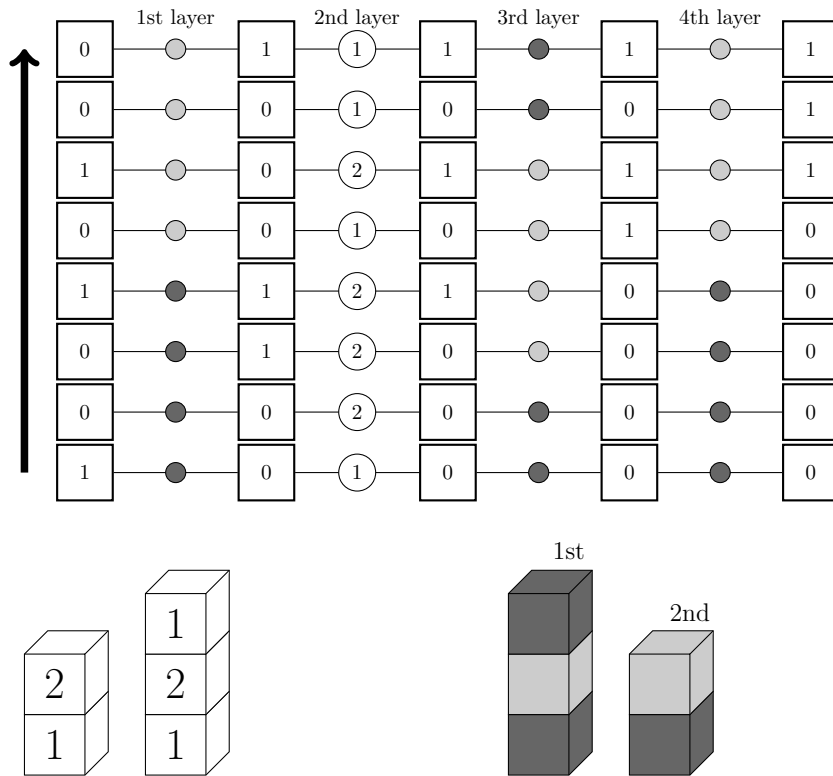 1st layer 2nd layer 3rd layer 4th layer
0 1 1 1 1 1
0 0 1 0 0 1
1 0 2 1 1 1
0 0 1 0 1 0
1 1 2 1 0 0
0 1 2 0 0 0
0 0 2 0 0 0
1 0 1 0 0 0
1st
1
2nd
2 2
1 1